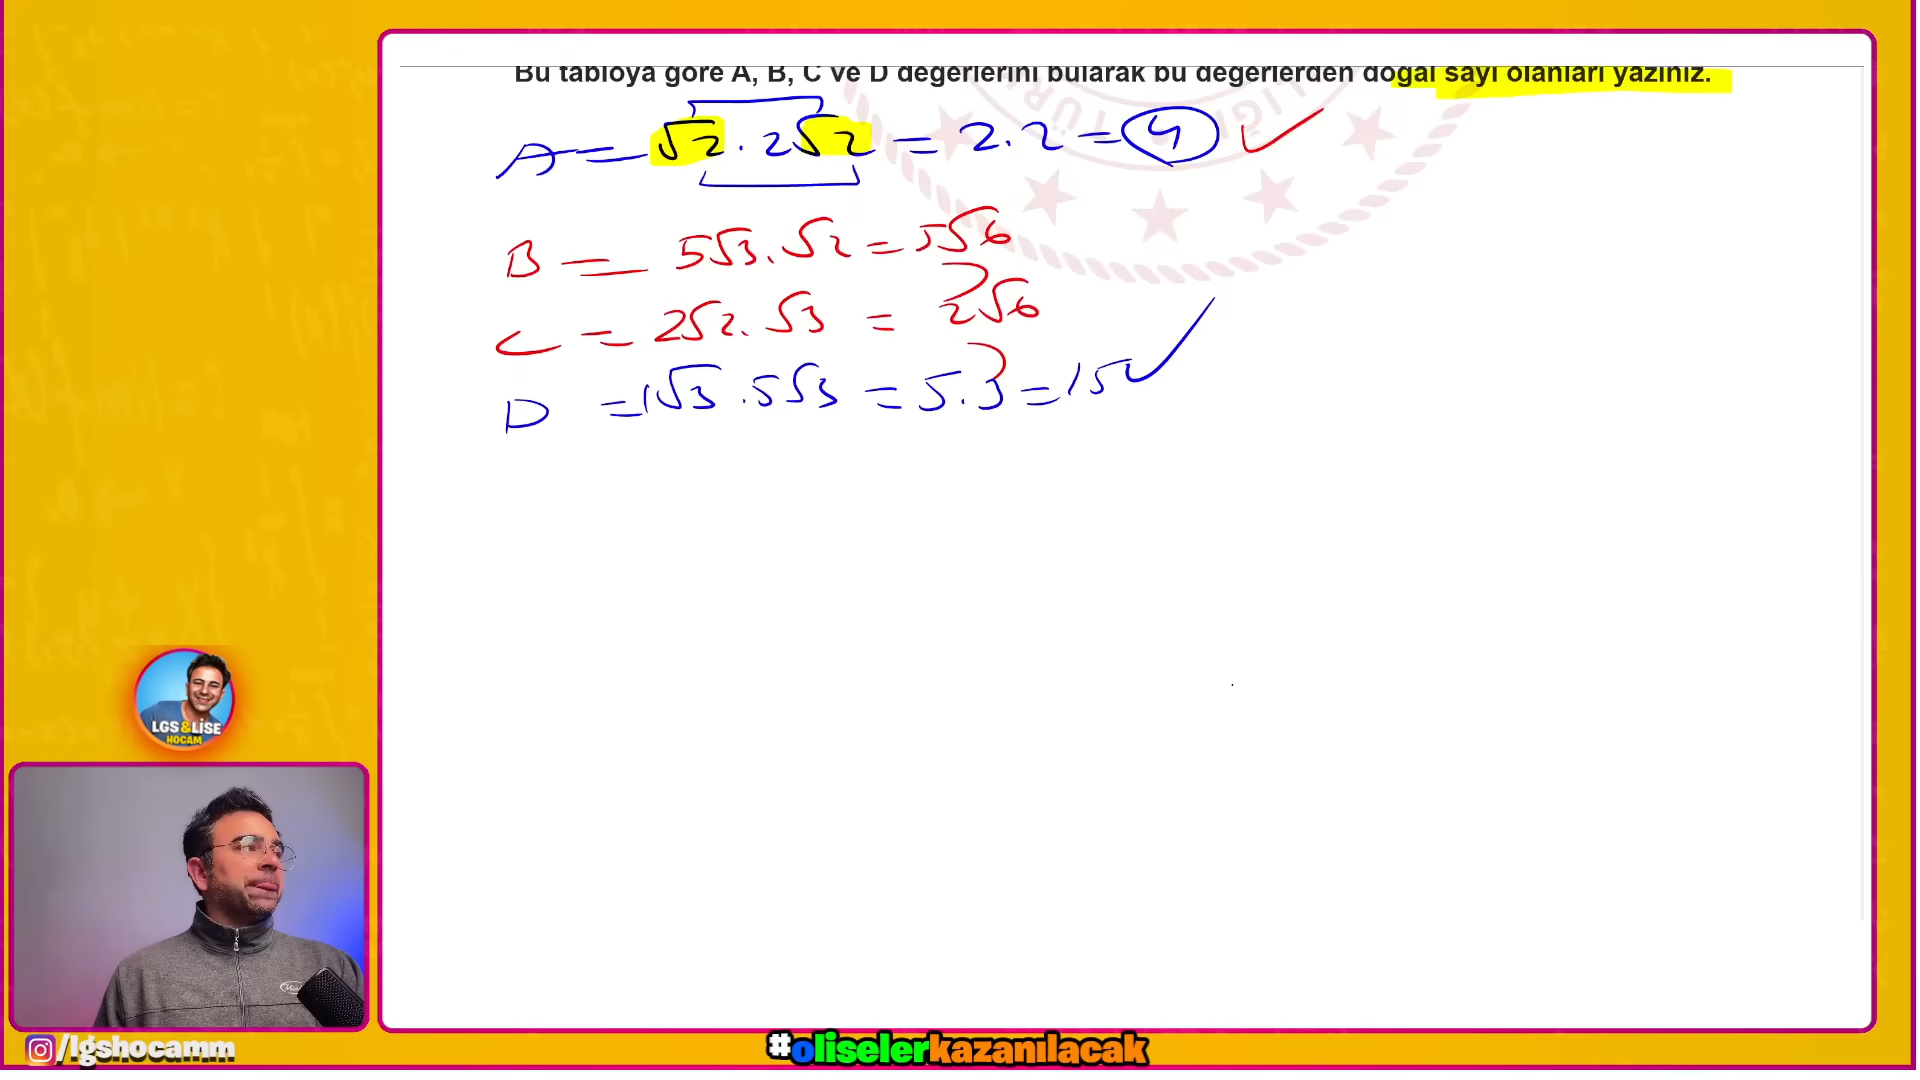 Bu tabloya göre A, B, C ve D değerlerini bularak bu değerlerden doğal sayı olanları yazınız.
A = √2 . 2√2 = 2.2 = 4 ✓
B = 5√3 . √2 = 5√6
C = 2√2 . √3 = 2√6
D = 1√3 . 5√3 = 5.3 = 15 ✓
LGS&LİSE
HOCAM
/lgshocamm
#oliselerkazanılacak